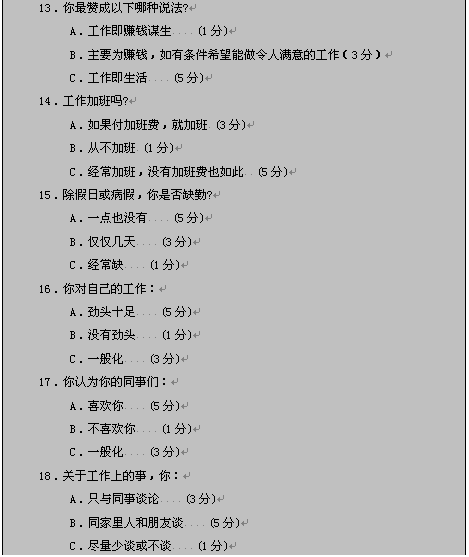 13．你最赞成以下哪种说法?
A．工作即赚钱谋生....(1分)
B．主要为赚钱，如有条件希望能做令人满意的工作(3分)
C．工作即生活....(5分)
14．工作加班吗?
A．如果付加班费，就加班.(3分)
B．从不加班.(1分)
C．经常加班，没有加班费也如此..(5分)
15．除假日或病假，你是否缺勤?
A．一点也没有....(5分)
B．仅仅几天....(3分)
C．经常缺....(1分)
16．你对自己的工作：
A．劲头十足....(5分)
B．没有劲头....(1分)
C．一般化....(3分)
17．你认为你的同事们：
A．喜欢你....(5分)
B．不喜欢你....(1分)
C．一般化....(3分)
18．关于工作上的事，你：
A．只与同事谈论....(3分)
B．同家里人和朋友谈....(5分)
C．尽量少谈或不谈....(1分)